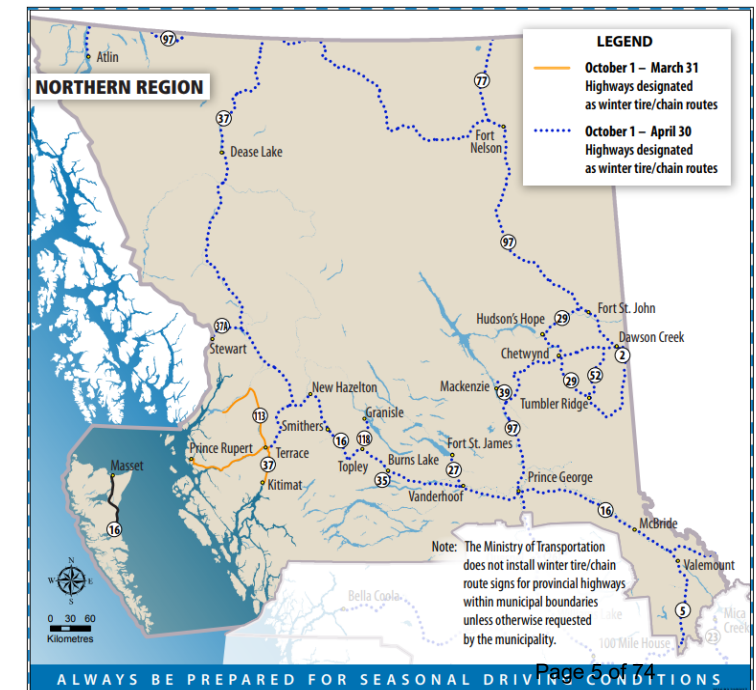 97
Atlin
NORTHERN REGION
LEGEND
October 1 – March 31
Highways designated
as winter tire/chain routes
October 1 – April 30
Highways designated
as winter tire/chain routes
77
37
Fort
Nelson
Dease Lake
97
Hudson's Hope
29
Fort St. John
37A
Stewart
Dawson Creek
Chetwynd
2
29
52
Mackenzie
39
Tumbler Ridge
New Hazelton
113
Granisle
Smithers
97
16
118
Fort St. James
Prince Rupert
Terrace
Topley
Burns Lake
37
27
Masset
35
Kitimat
Vanderhoof
Prince George
16
16
McBride
Note: The Ministry of Transportation
does not install winter tire/chain
route signs for provincial highways
within municipal boundaries
unless otherwise requested
by the municipality.
Valemount
N
W E
S
Bella Coola
Lake
5
Mica
Creek
0 30 60
Kilometres
100 Mile House
23
ALWAYS BE PREPARED FOR SEASONAL DRIVING CONDITIONS
Page 5 of 74